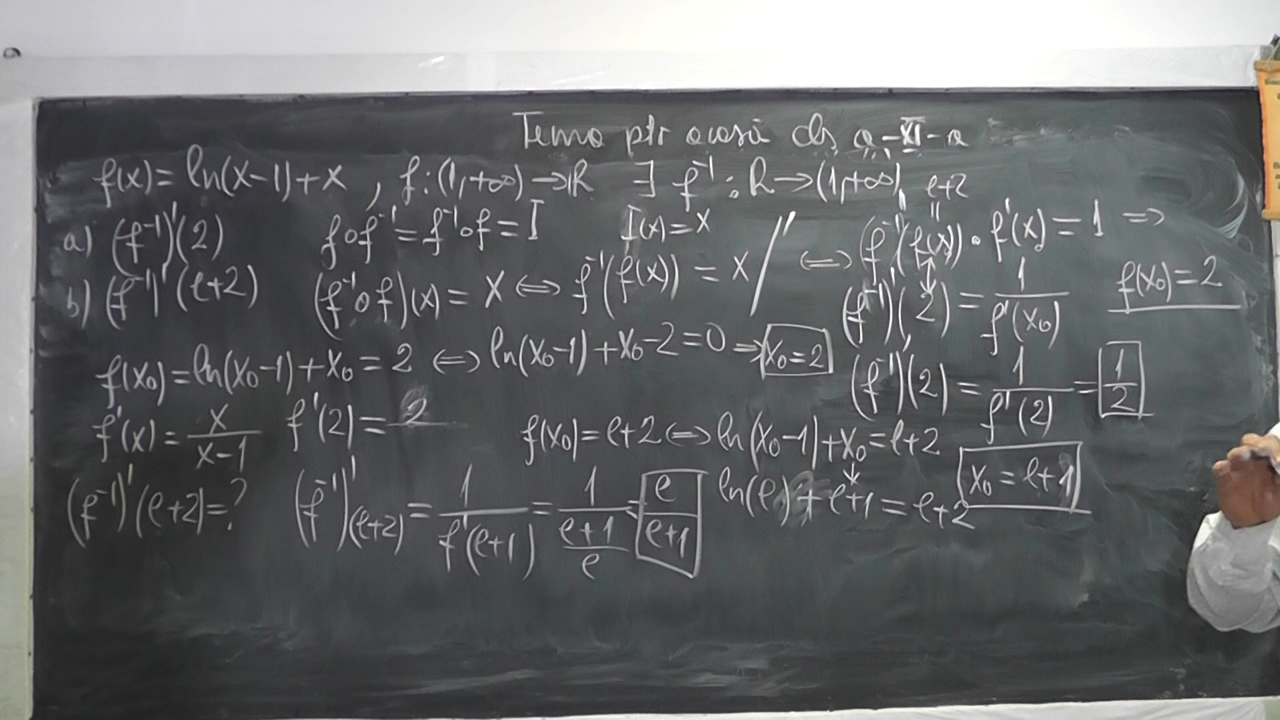 Temă ptr acasă cls a-XI-a
f(x) = ln(x-1)+x , f:(1,+∞)→R ∃ f⁻¹: R→(1,+∞)
a) (f⁻¹)'(2) f∘f⁻¹ = f⁻¹∘f = I I(x) = x
b) (f⁻¹)'(e+2) (f⁻¹∘f)(x) = x ⇔ f⁻¹(f(x)) = x /' ⇔ (f⁻¹)'(f(x))·f'(x) = 1 ⇒
e+2
(f⁻¹)'(2) = 1/f'(x₀) f(x₀) = 2
f(x₀) = ln(x₀-1)+x₀ = 2 ⇔ ln(x₀-1)+x₀-2 = 0 ⇒ x₀=2
(f⁻¹)'(2) = 1/f'(2) = 1/2
f'(x) = x/(x-1) f'(2) = 2 f(x₀) = e+2 ⇔ ln(x₀-1)+x₀ = e+2
x₀ = e+1
(f⁻¹)'(e+2) = ? (f⁻¹)'(e+2) = 1/f'(e+1) = 1/((e+1)/e) = e/(e+1) ln(e) + e+1 = e+2